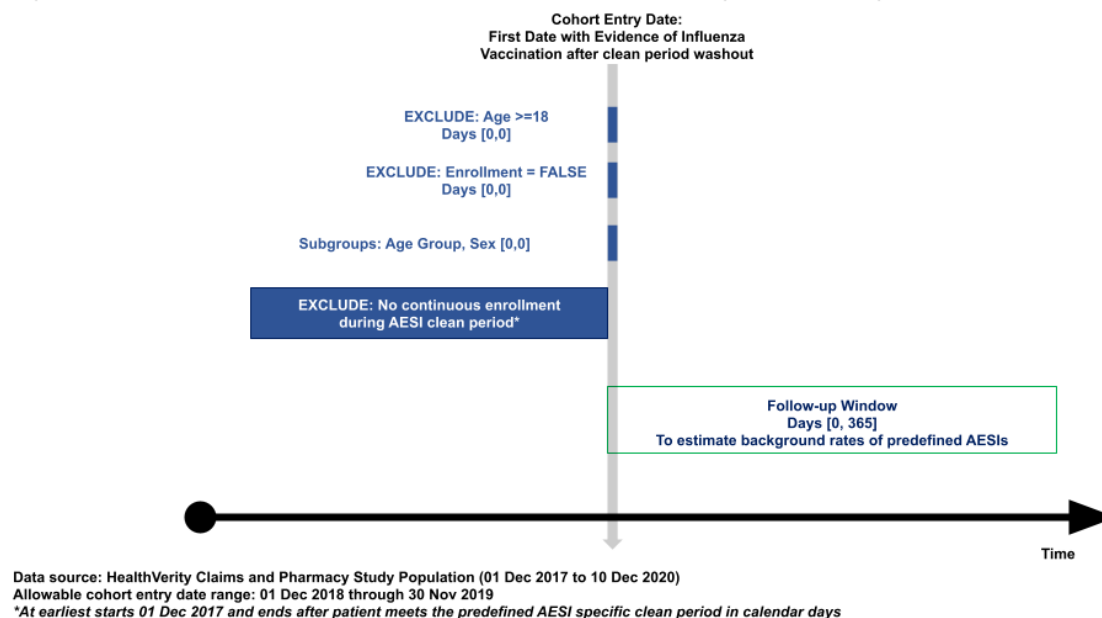 Cohort Entry Date:
First Date with Evidence of Influenza
Vaccination after clean period washout
EXCLUDE: Age >=18
Days [0,0]
EXCLUDE: Enrollment = FALSE
Days [0,0]
Subgroups: Age Group, Sex [0,0]
EXCLUDE: No continuous enrollment
during AESI clean period*
Follow-up Window
Days [0, 365]
To estimate background rates of predefined AESIs
Time
Data source: HealthVerity Claims and Pharmacy Study Population (01 Dec 2017 to 10 Dec 2020)
Allowable cohort entry date range: 01 Dec 2018 through 30 Nov 2019
*At earliest starts 01 Dec 2017 and ends after patient meets the predefined AESI specific clean period in calendar days